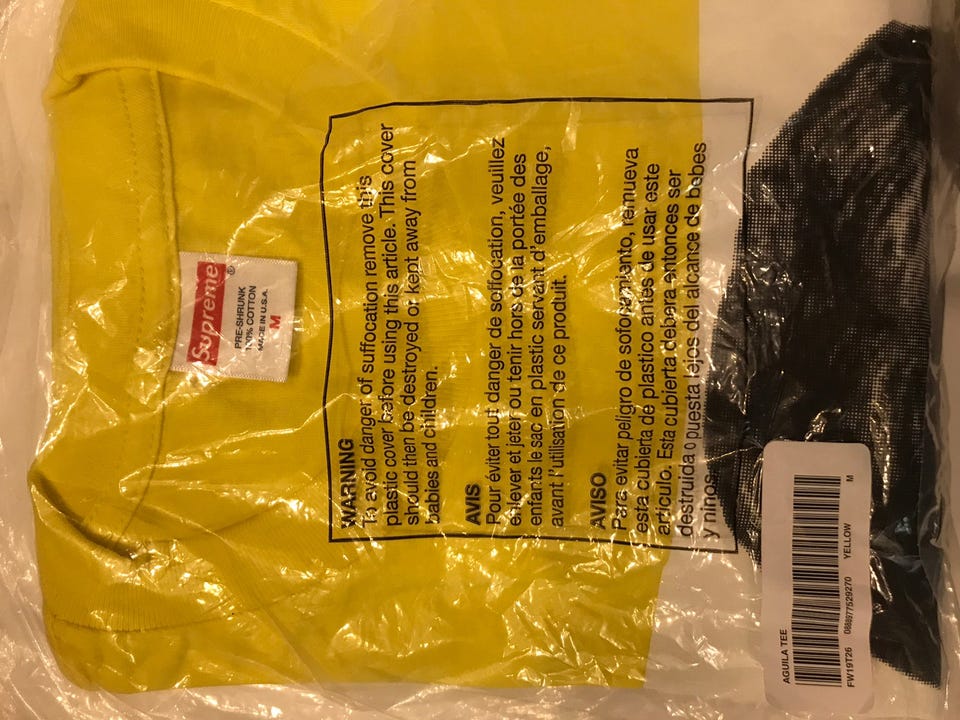 Supreme
®
PRE-SHRUNK
100% COTTON
MADE IN U.S.A.
M
WARNING
To avoid danger of suffocation remove this
plastic cover before using this article. This cover
should then be destroyed or kept away from
babies and children.
AVIS
Pour éviter tout danger de soffocation, veuillez
enlever et jeter ou tenir hors de la portée des
enfants le sac en plastic servant d'emballage,
avant l'utilisation de ce produit.
AVISO
Para evitar peligro de sofocamiento, remueva
esta cubierta de plastico antes de usar este
articulo. Esta cubierta debara entonces ser
destruida o puesta lejos del alcance de bebes
y ninos.
AGUILA TEE
FW19T26 0888977529270 YELLOW M